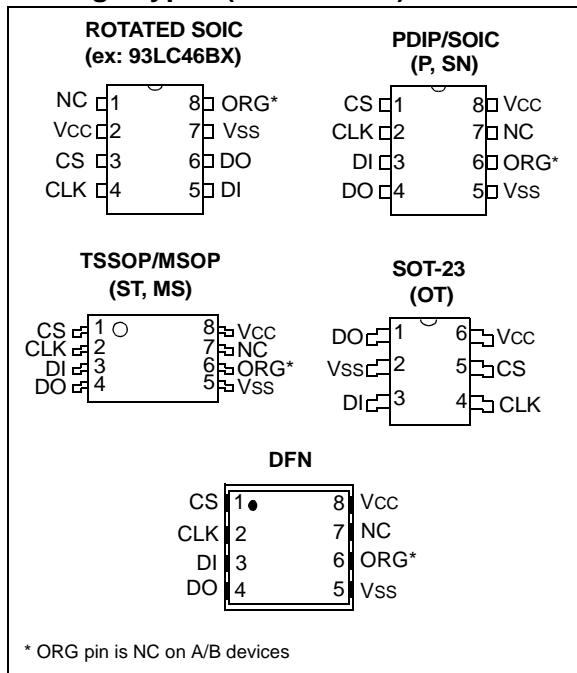 ROTATED SOIC
(ex: 93LC46BX)
NC 1 8 ORG*
VCC 2 7 VSS
CS 3 6 DO
CLK 4 5 DI
PDIP/SOIC
(P, SN)
CS 1 8 VCC
CLK 2 7 NC
DI 3 6 ORG*
DO 4 5 VSS
TSSOP/MSOP
(ST, MS)
CS 1 8 VCC
CLK 2 7 NC
DI 3 6 ORG*
DO 4 5 VSS
SOT-23
(OT)
DO 1 6 VCC
VSS 2 5 CS
DI 3 4 CLK
DFN
CS 1 8 VCC
CLK 2 7 NC
DI 3 6 ORG*
DO 4 5 VSS
* ORG pin is NC on A/B devices